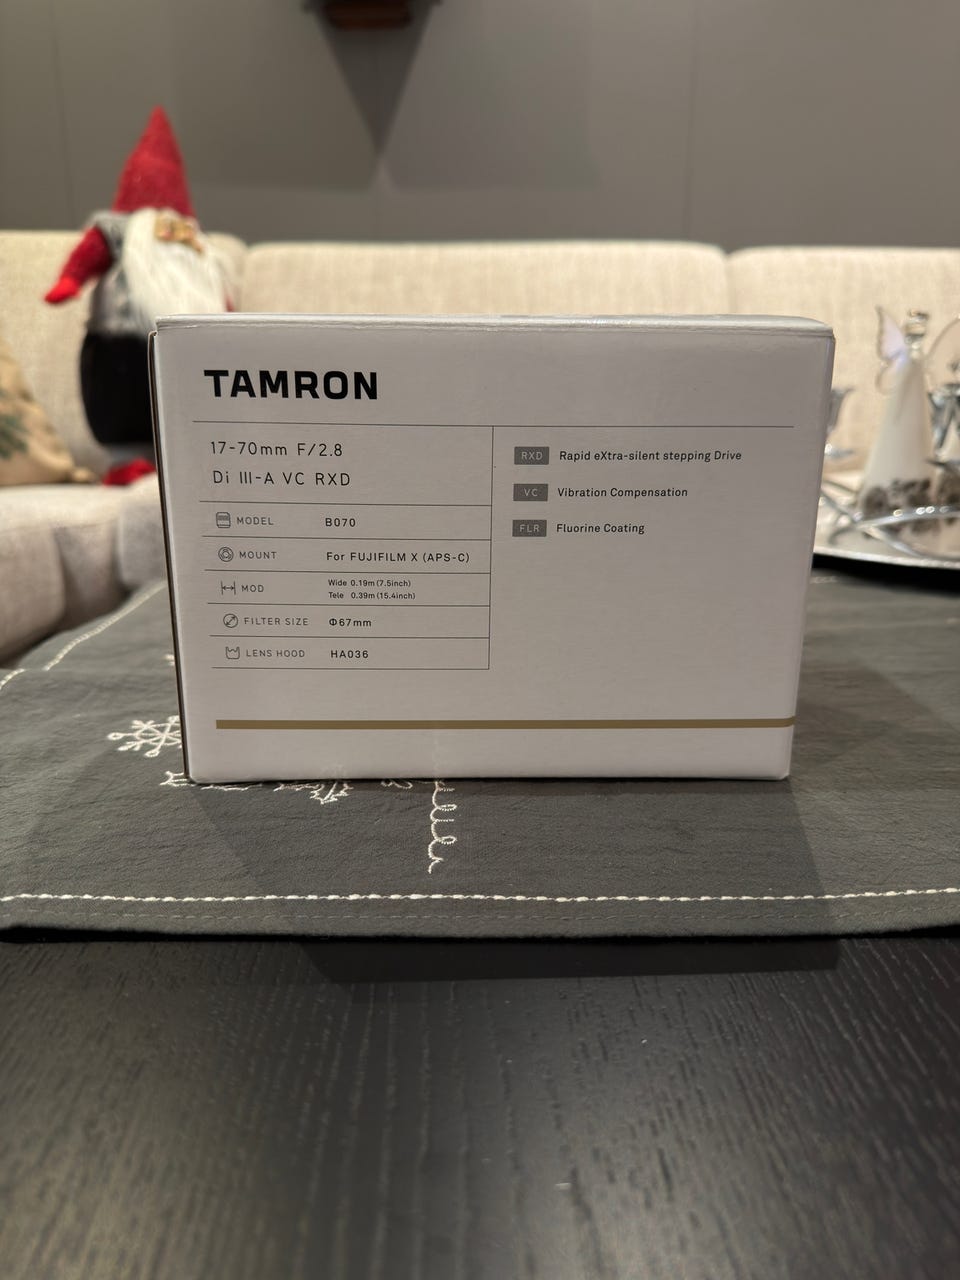 TAMRON
17-70mm F/2.8
Di III-A VC RXD
MODEL B070
MOUNT For FUJIFILM X (APS-C)
MOD Wide 0.19m (7.5inch)
Tele 0.39m (15.4inch)
FILTER SIZE Φ67mm
LENS HOOD HA036
RXD Rapid eXtra-silent stepping Drive
VC Vibration Compensation
FLR Fluorine Coating